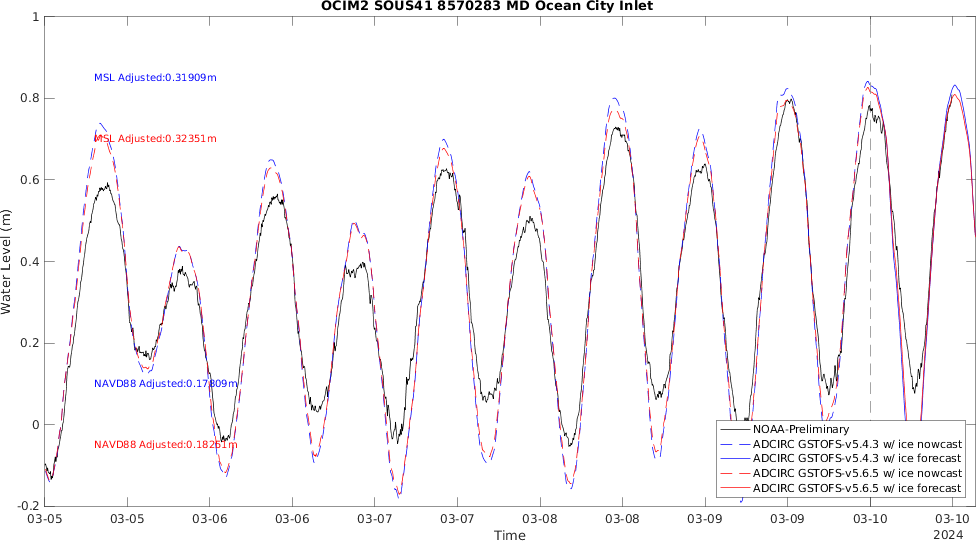 OCIM2 SOUS41 8570283 MD Ocean City Inlet
Water Level (m)
1
0.8
0.6
0.4
0.2
0
-0.2
MSL Adjusted:0.31909m
MSL Adjusted:0.32351m
NAVD88 Adjusted:0.17809m
NAVD88 Adjusted:0.18261m
NOAA-Preliminary
ADCIRC GSTOFS-v5.4.3 w/ ice nowcast
ADCIRC GSTOFS-v5.4.3 w/ ice forecast
ADCIRC GSTOFS-v5.6.5 w/ ice nowcast
ADCIRC GSTOFS-v5.6.5 w/ ice forecast
03-05 03-05 03-06 03-06 03-07 03-07 03-08 03-08 03-09 03-09 03-10 03-10
Time
2024